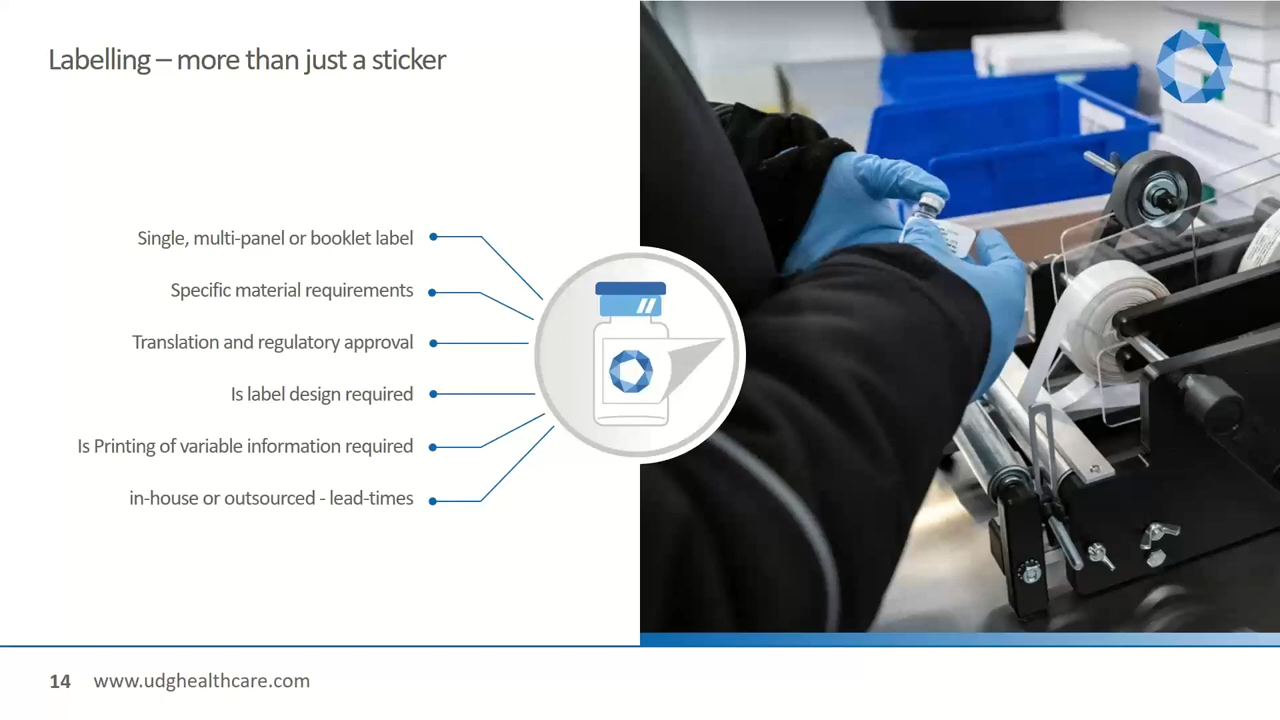 Labelling – more than just a sticker
Single, multi-panel or booklet label
Specific material requirements
Translation and regulatory approval
Is label design required
Is Printing of variable information required
in-house or outsourced - lead-times
14 www.udghealthcare.com